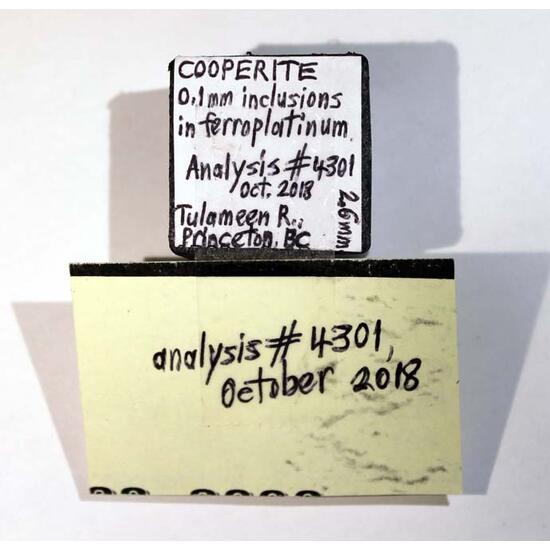 COOPERITE
0.1mm inclusions
in ferroplatinum.
Analysis #4301
Oct. 2018
Tulameen R.,
Princeton, BC
2.6mm
analysis # 4301,
October 2018